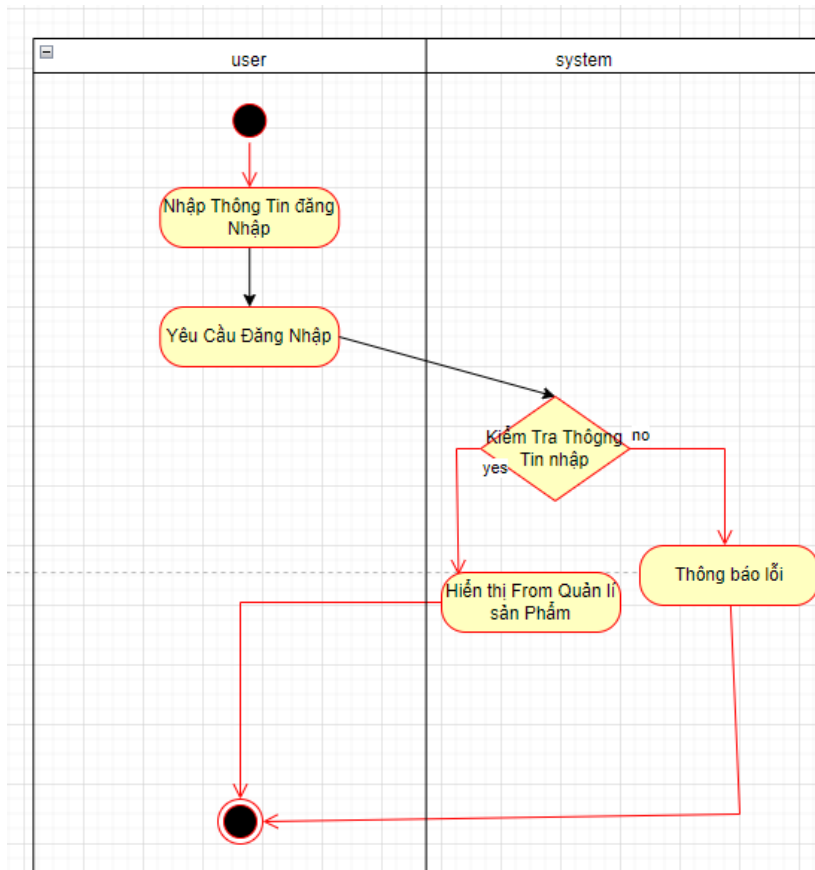 user
system
Nhập Thông Tin đăng
Nhập
Yêu Cầu Đăng Nhập
Kiểm Tra Thôgng
Tin nhập
no
yes
Thông báo lỗi
Hiển thị From Quản lí
sản Phẩm